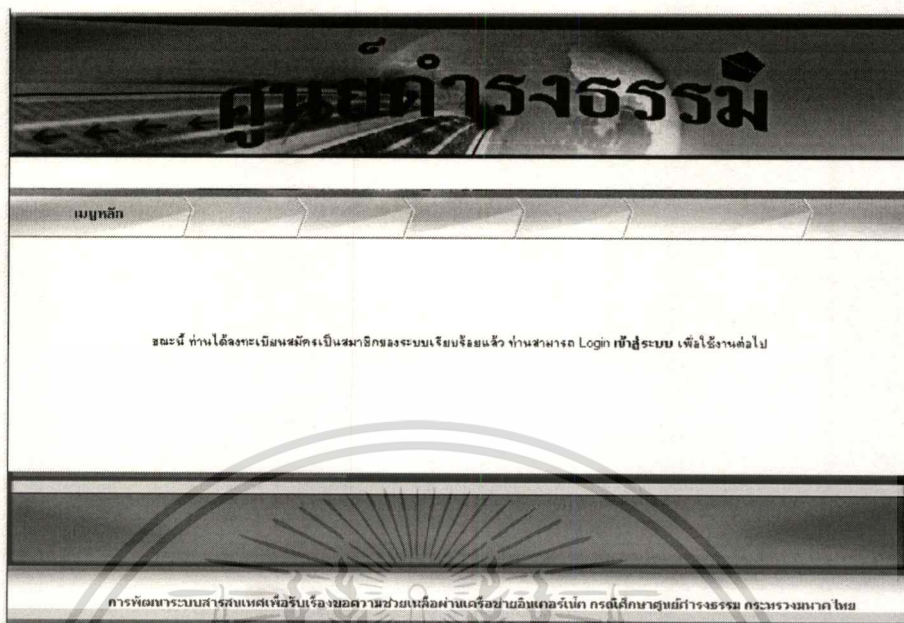 ศูนย์ดำรงธรรม
เมนูหลัก
ขณะนี้ ท่านได้ลงทะเบียนสมัครเป็นสมาชิกของระบบเรียบร้อยแล้ว ท่านสามารถ Login เข้าสู่ระบบ เพื่อใช้งานต่อไป
การพัฒนาระบบสารสนเทศเพื่อรับเรื่องขอความช่วยเหลือผ่านเครือข่ายอินเตอร์เน็ต กรณีศึกษาศูนย์ดำรงธรรม กระทรวงมหาดไทย